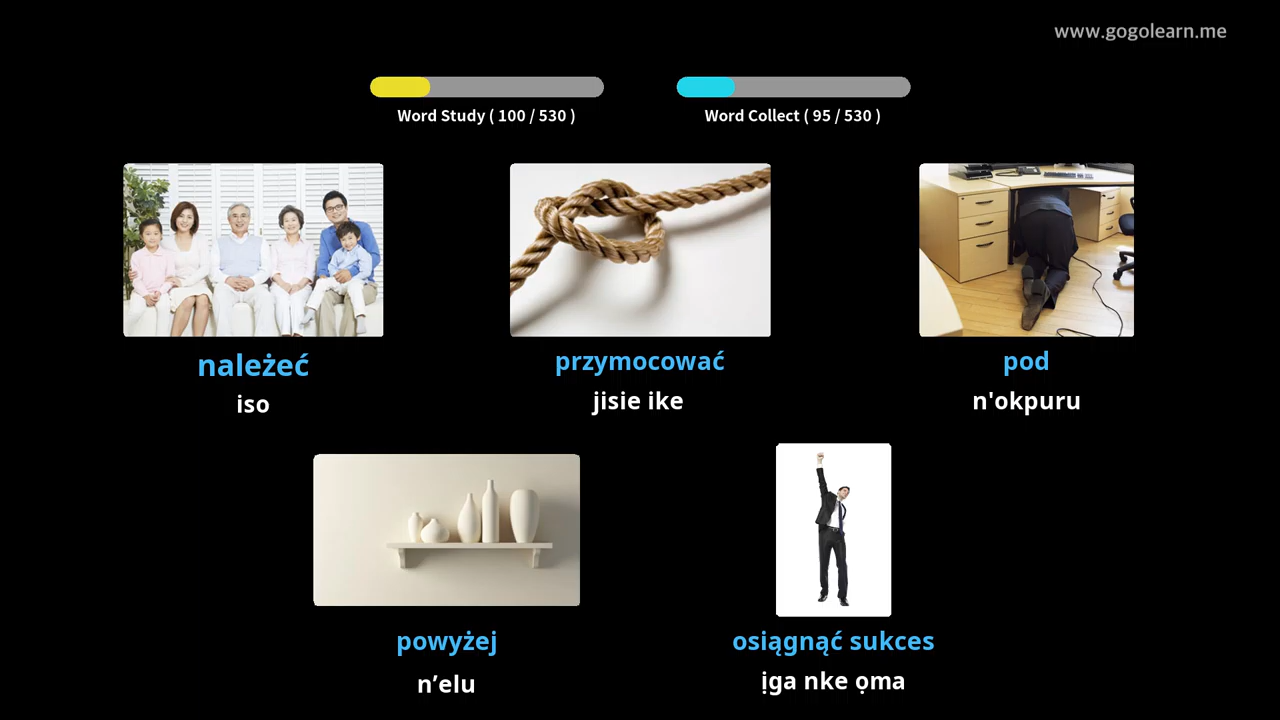 www.gogolearn.me
Word Study ( 100 / 530 )
Word Collect ( 95 / 530 )
należeć
iso
przymocować
jisie ike
pod
n'okpuru
powyżej
n’elu
osiągnąć sukces
ịga nke ọma